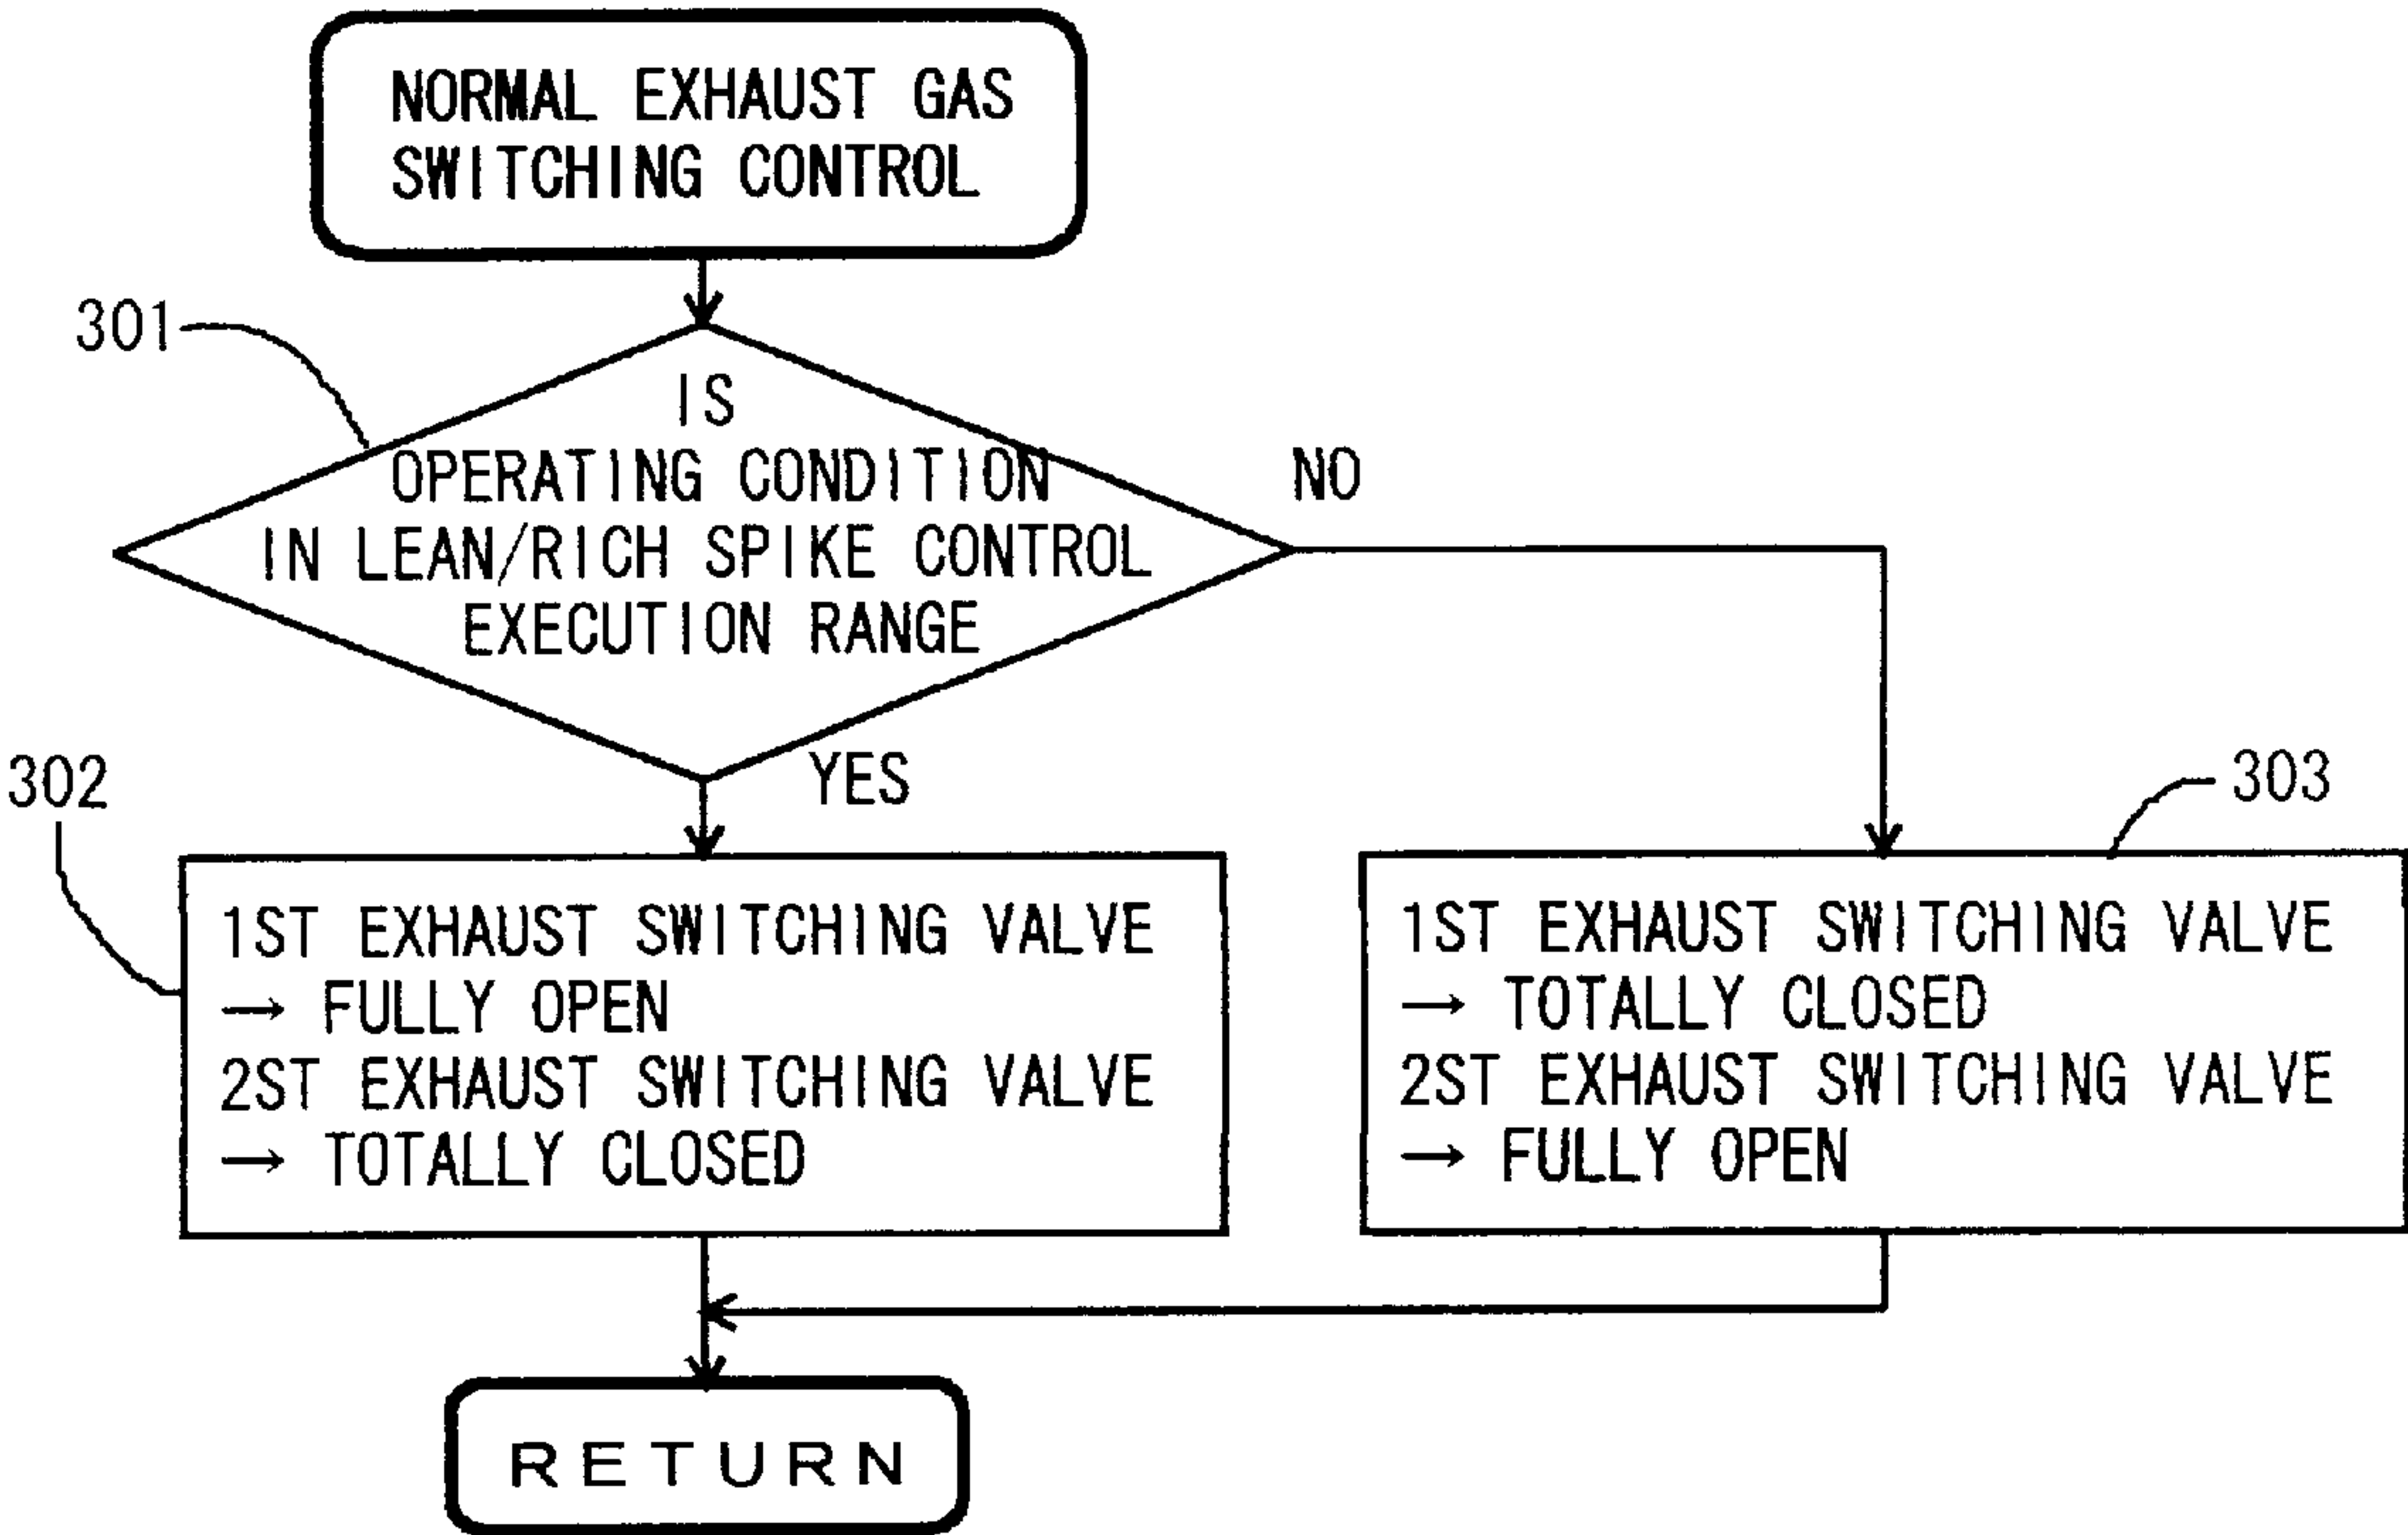 NORMAL EXHAUST GAS
SWITCHING CONTROL
301
IS
OPERATING CONDITION
IN LEAN/RICH SPIKE CONTROL
EXECUTION RANGE
NO
YES
302
1ST EXHAUST SWITCHING VALVE
→ FULLY OPEN
2ST EXHAUST SWITCHING VALVE
→ TOTALLY CLOSED
303
1ST EXHAUST SWITCHING VALVE
→ TOTALLY CLOSED
2ST EXHAUST SWITCHING VALVE
→ FULLY OPEN
RETURN